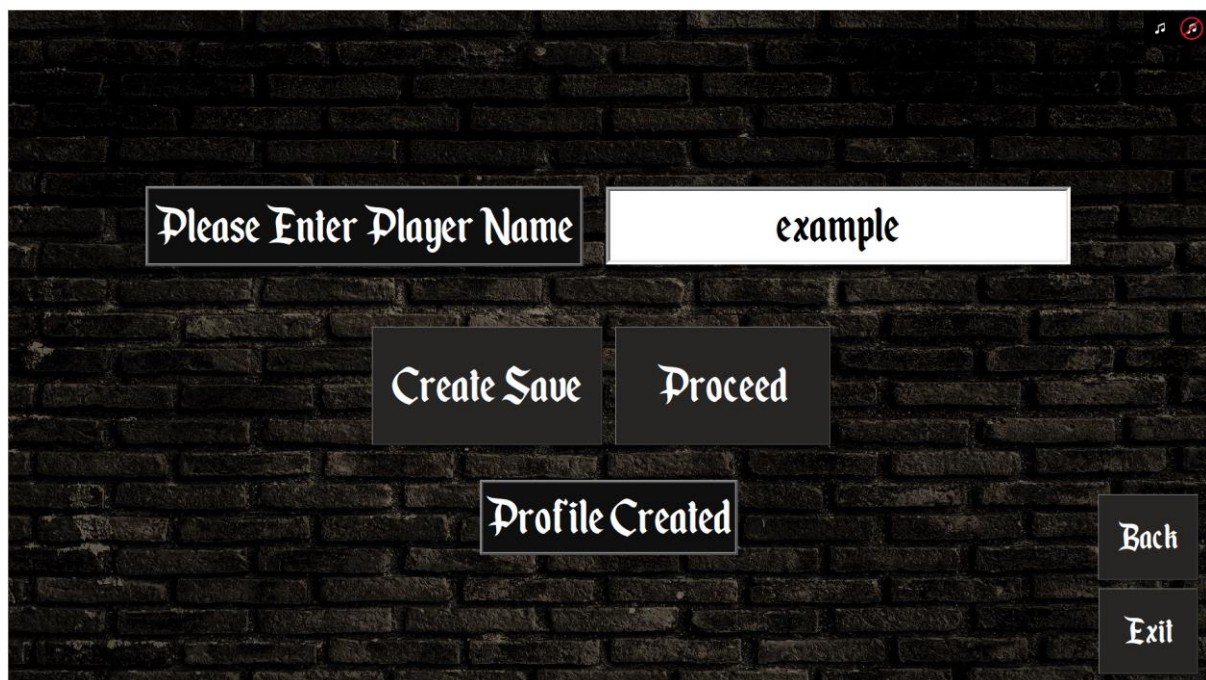 Please Enter Player Name
example
Create Save
Proceed
Profile Created
Back
Exit